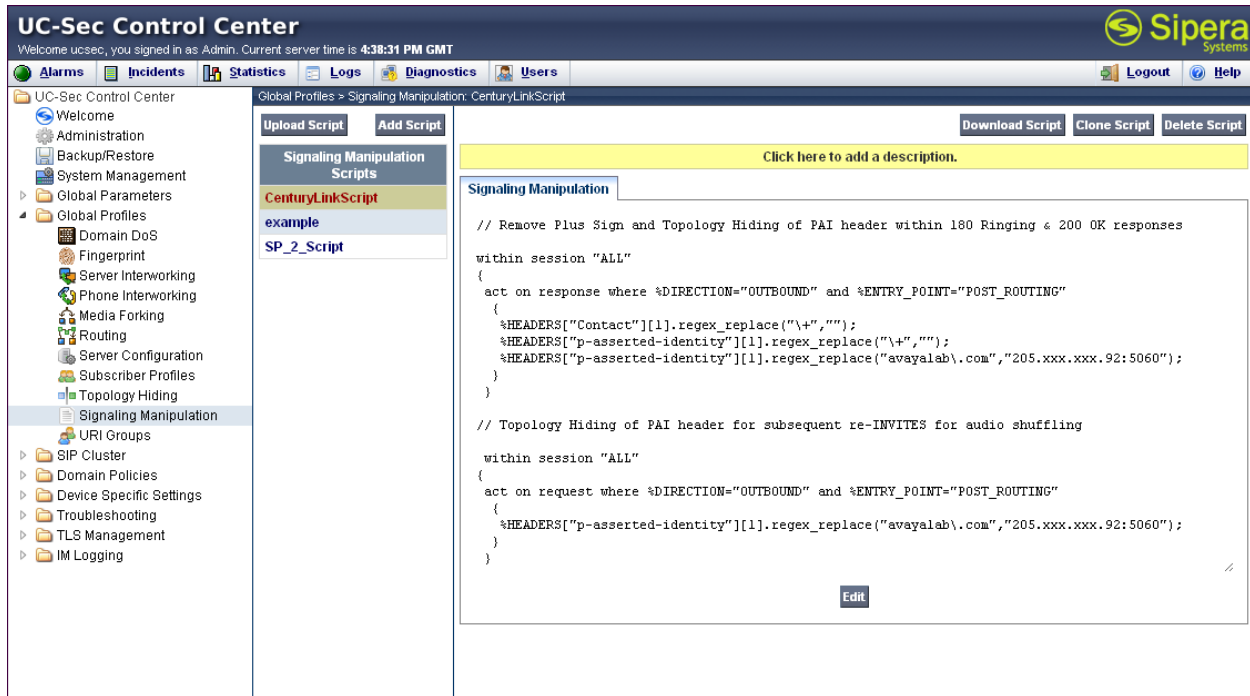 UC-Sec Control Center
Welcome ucsec, you signed in as Admin. Current server time is 4:38:31 PM GMT
Sipera
Systems
Alarms Incidents Statistics Logs Diagnostics Users Logout Help
UC-Sec Control Center
Welcome
Administration
Backup/Restore
System Management
Global Parameters
Global Profiles
Domain DoS
Fingerprint
Server Interworking
Phone Interworking
Media Forking
Routing
Server Configuration
Subscriber Profiles
Topology Hiding
Signaling Manipulation
URI Groups
SIP Cluster
Domain Policies
Device Specific Settings
Troubleshooting
TLS Management
IM Logging
Global Profiles > Signaling Manipulation: CenturyLinkScript
Upload Script Add Script
Signaling Manipulation
Scripts
CenturyLinkScript
example
SP_2_Script
Download Script Clone Script Delete Script
Click here to add a description.
Signaling Manipulation
// Remove Plus Sign and Topology Hiding of PAI header within 180 Ringing & 200 OK responses
within session "ALL"
{
act on response where %DIRECTION="OUTBOUND" and %ENTRY_POINT="POST_ROUTING"
{
%HEADERS["Contact"][1].regex_replace("\+","");
%HEADERS["p-asserted-identity"][1].regex_replace("\+","");
%HEADERS["p-asserted-identity"][1].regex_replace("avayalab\.com","205.xxx.xxx.92:5060");
}
}
// Topology Hiding of PAI header for subsequent re-INVITES for audio shuffling
within session "ALL"
{
act on request where %DIRECTION="OUTBOUND" and %ENTRY_POINT="POST_ROUTING"
{
%HEADERS["p-asserted-identity"][1].regex_replace("avayalab\.com","205.xxx.xxx.92:5060");
}
}
Edit